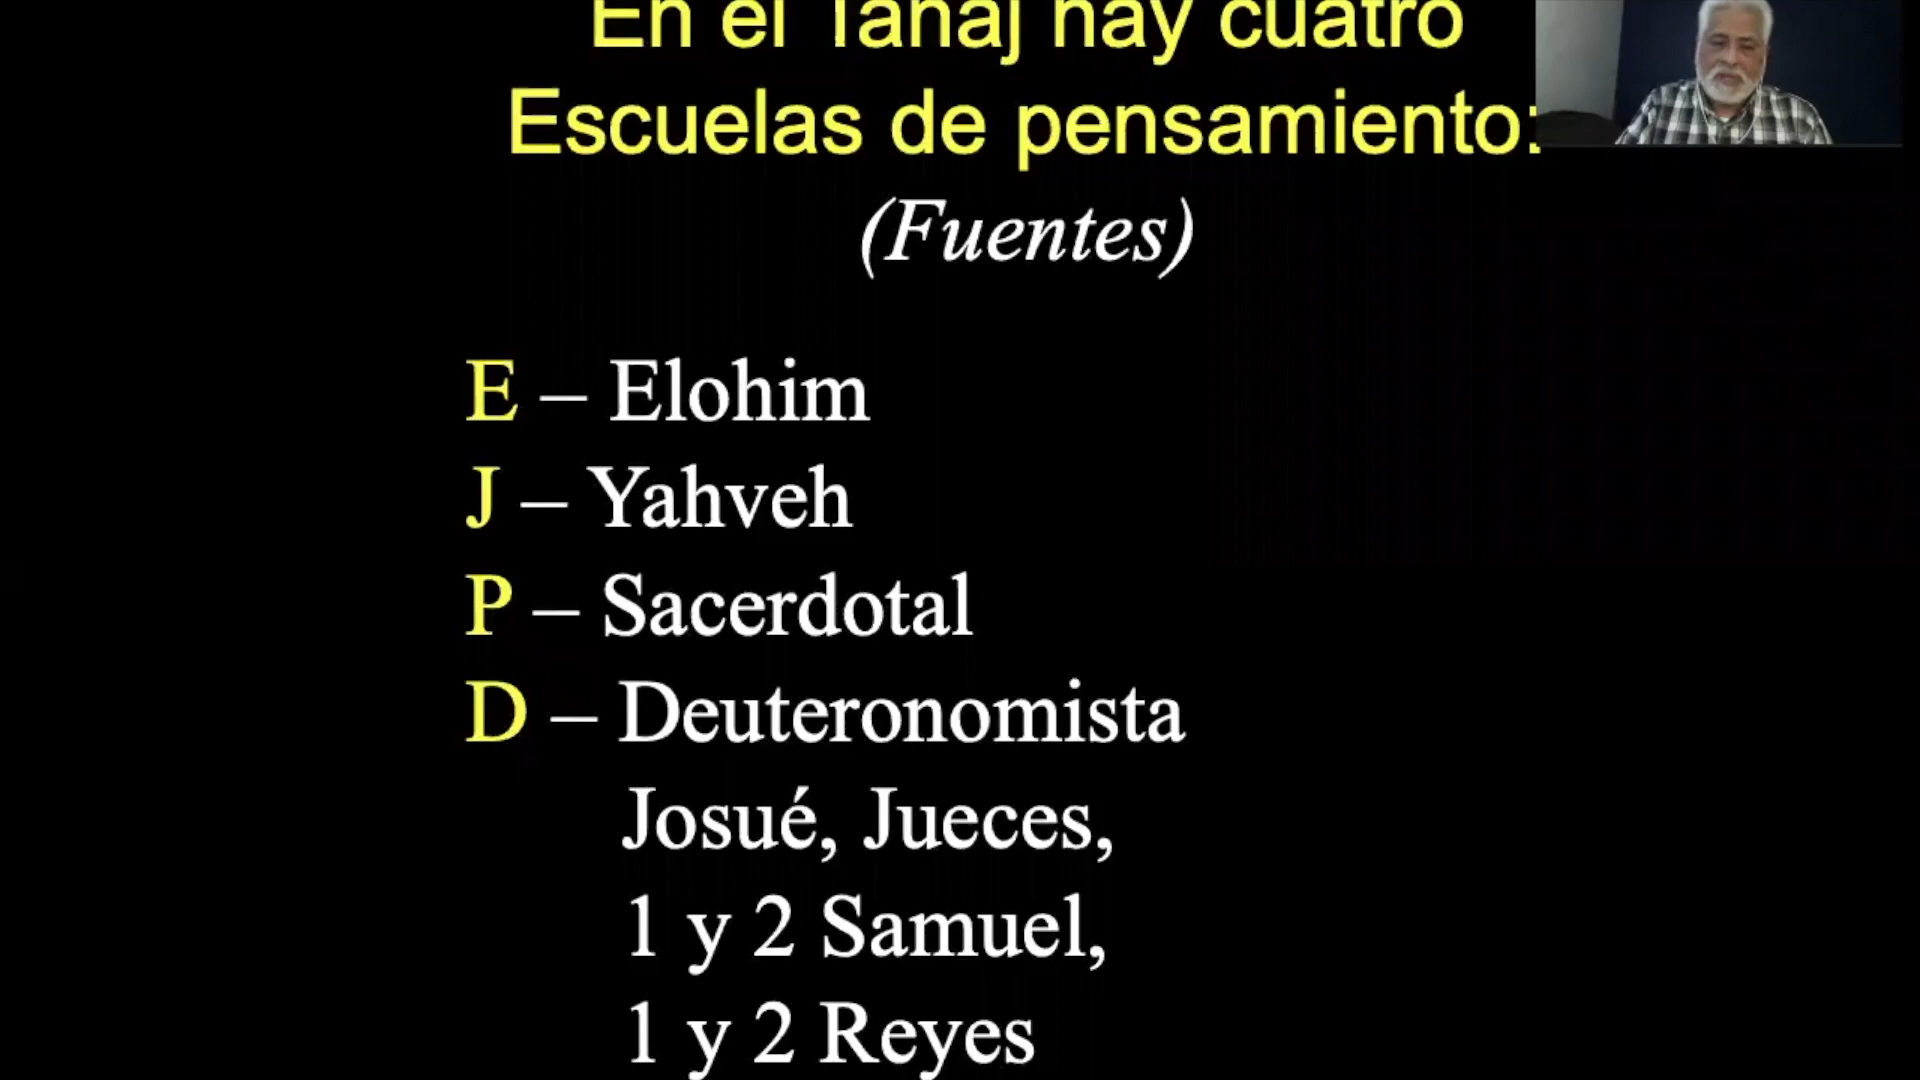 En el Tanaj hay cuatro
Escuelas de pensamiento:
(Fuentes)
E – Elohim
J – Yahveh
P – Sacerdotal
D – Deuteronomista
Josué, Jueces,
1 y 2 Samuel,
1 y 2 Reyes